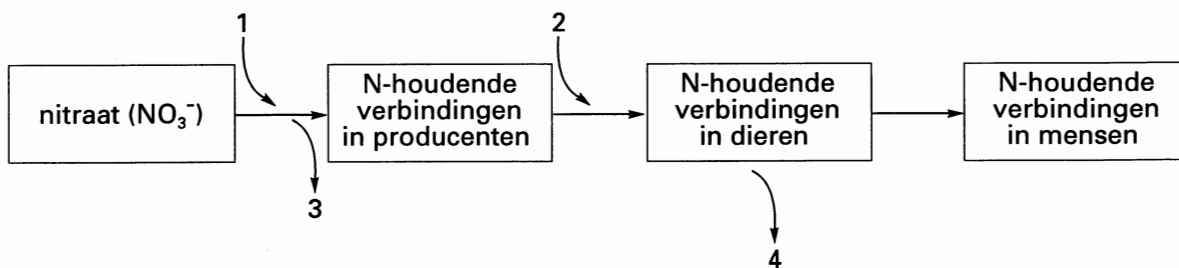 1
2
nitraat (NO₃⁻)
N-houdende
verbindingen
in producenten
N-houdende
verbindingen
in dieren
N-houdende
verbindingen
in mensen
3
4